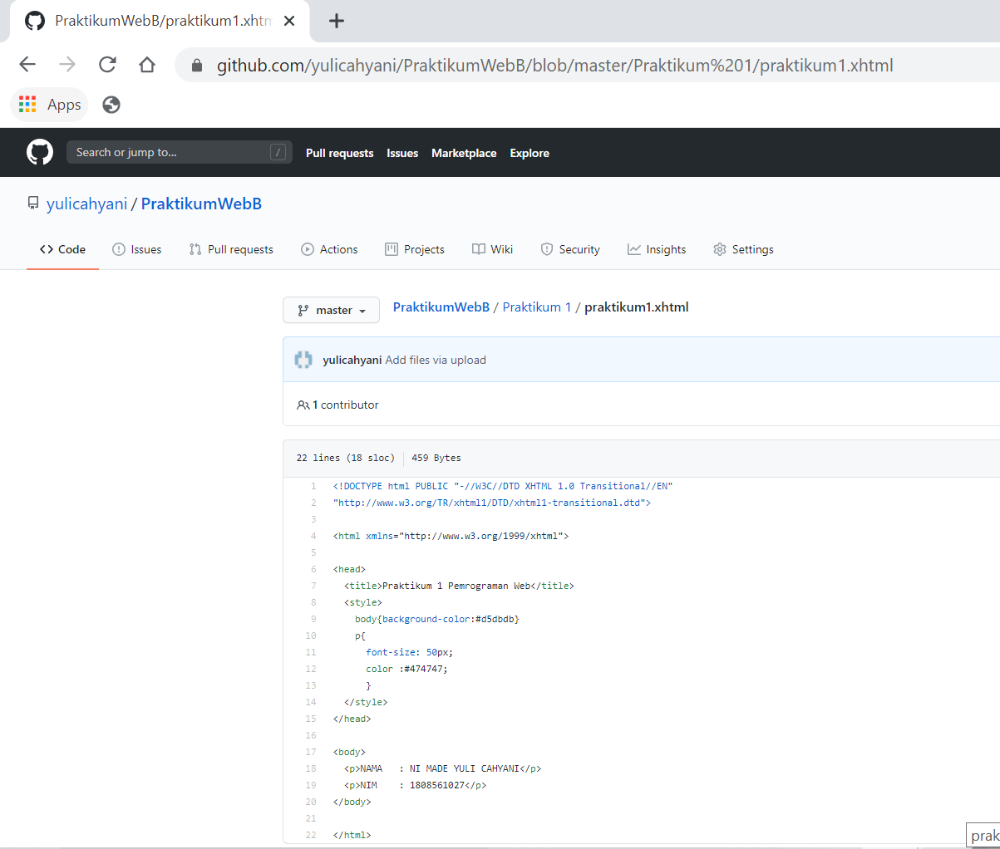 PraktikumWebB/praktikum1.xhtm
github.com/yulicahyani/PraktikumWebB/blob/master/Praktikum%201/praktikum1.xhtml
Apps
Search or jump to... /
Pull requests Issues Marketplace Explore
yulicahyani / PraktikumWebB
<> Code Issues Pull requests Actions Projects Wiki Security Insights Settings
master PraktikumWebB / Praktikum 1 / praktikum1.xhtml
yulicahyani Add files via upload
1 contributor
22 lines (18 sloc) 459 Bytes
1 <!DOCTYPE html PUBLIC "-//W3C//DTD XHTML 1.0 Transitional//EN"
2 "http://www.w3.org/TR/xhtml1/DTD/xhtml1-transitional.dtd">
3
4 <html xmlns="http://www.w3.org/1999/xhtml">
5
6 <head>
7 <title>Praktikum 1 Pemrograman Web</title>
8 <style>
9 body{background-color:#d5dbdb}
10 p{
11 font-size: 50px;
12 color :#474747;
13 }
14 </style>
15 </head>
16
17 <body>
18 <p>NAMA : NI MADE YULI CAHYANI</p>
19 <p>NIM : 1808561027</p>
20 </body>
21
22 </html>
prak